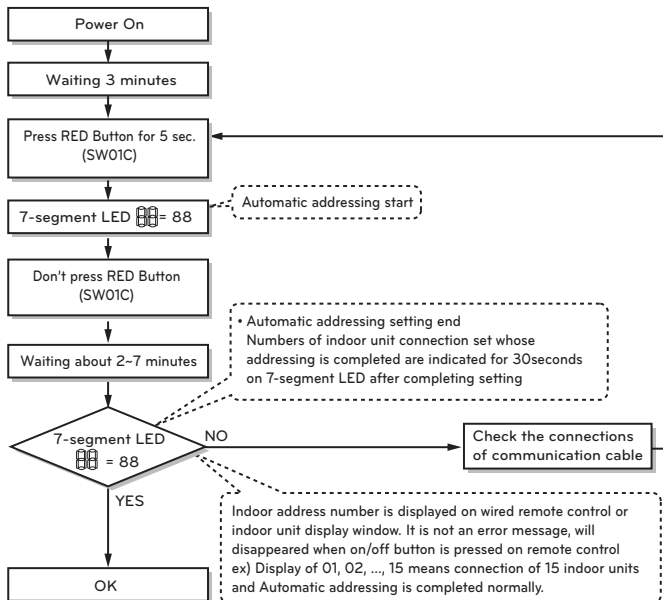 Power On
Waiting 3 minutes
Press RED Button for 5 sec.
(SW01C)
7-segment LED 88 = 88
Automatic addressing start
Don't press RED Button
(SW01C)
• Automatic addressing setting end
Numbers of indoor unit connection set whose
addressing is completed are indicated for 30seconds
on 7-segment LED after completing setting
Waiting about 2~7 minutes
7-segment LED
88 = 88
NO
Check the connections
of communication cable
YES
Indoor address number is displayed on wired remote control or
indoor unit display window. It is not an error message, will
disappeared when on/off button is pressed on remote control
ex) Display of 01, 02, ..., 15 means connection of 15 indoor units
and Automatic addressing is completed normally.
OK